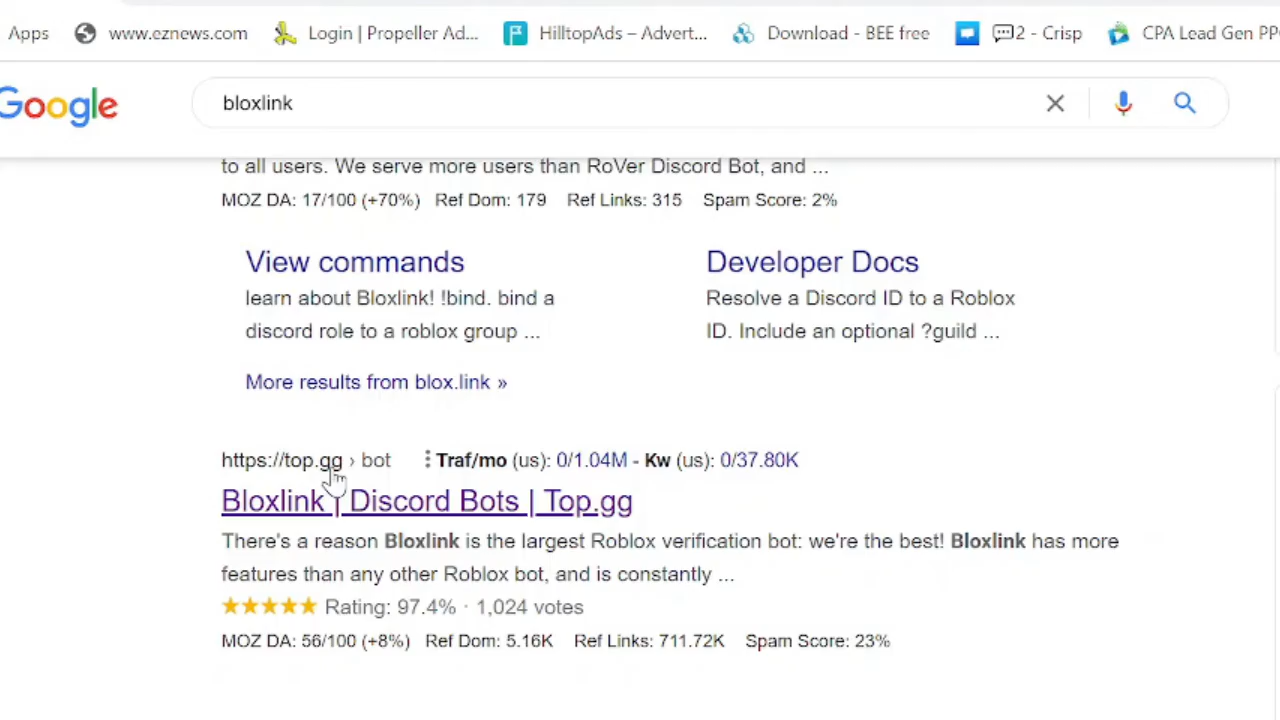 Apps www.eznews.com Login | Propeller Ad... HilltopAds – Advert... Download - BEE free 2 - Crisp CPA Lead Gen PP
Google bloxlink
to all users. We serve more users than RoVer Discord Bot, and ...
MOZ DA: 17/100 (+70%) Ref Dom: 179 Ref Links: 315 Spam Score: 2%
View commands Developer Docs
learn about Bloxlink! !bind. bind a Resolve a Discord ID to a Roblox
discord role to a roblox group ... ID. Include an optional ?guild ...
More results from blox.link »
https://top.gg › bot Traf/mo (us): 0/1.04M - Kw (us): 0/37.80K
Bloxlink | Discord Bots | Top.gg
There's a reason Bloxlink is the largest Roblox verification bot: we're the best! Bloxlink has more
features than any other Roblox bot, and is constantly ...
Rating: 97.4% · 1,024 votes
MOZ DA: 56/100 (+8%) Ref Dom: 5.16K Ref Links: 711.72K Spam Score: 23%